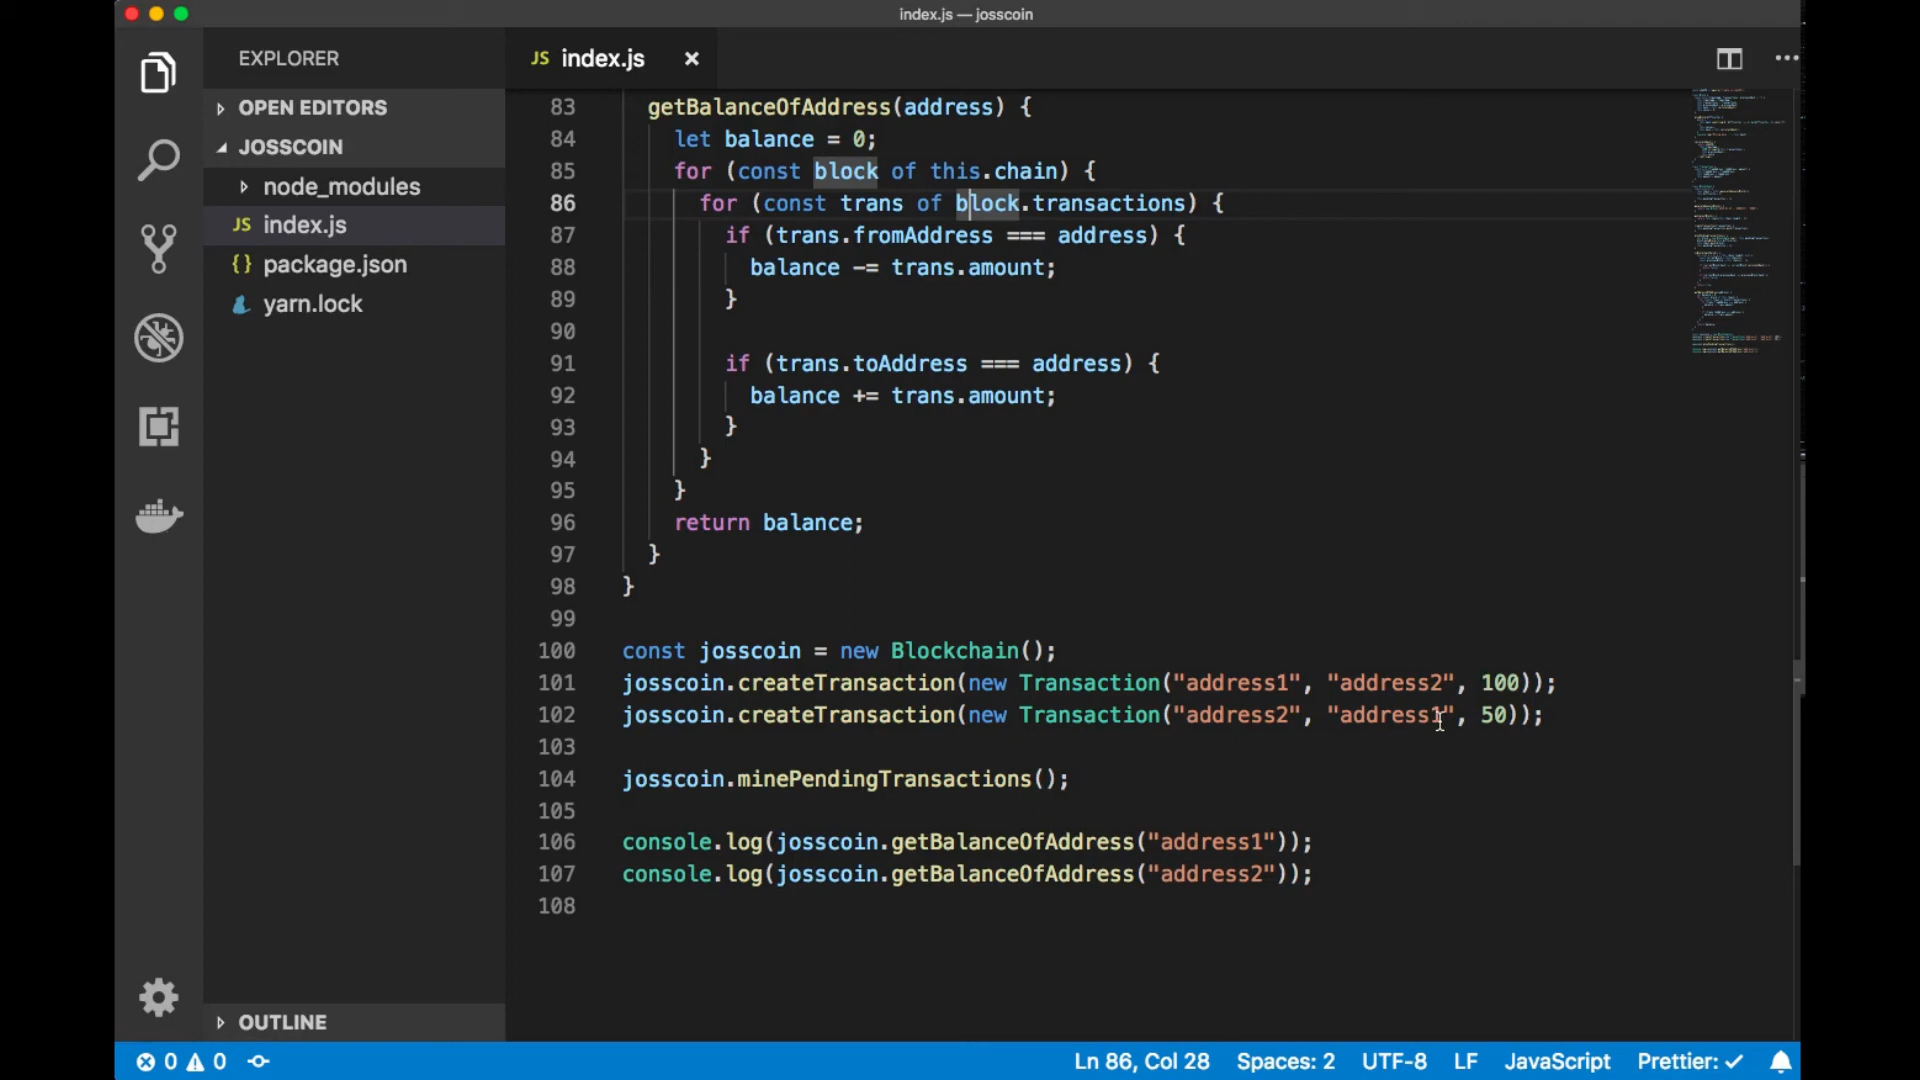 index.js — josscoin
EXPLORER
OPEN EDITORS
JOSSCOIN
node_modules
JS index.js
{} package.json
yarn.lock
OUTLINE
JS index.js ×
83 getBalanceOfAddress(address) {
84 let balance = 0;
85 for (const block of this.chain) {
86 for (const trans of block.transactions) {
87 if (trans.fromAddress === address) {
88 balance -= trans.amount;
89 }
90
91 if (trans.toAddress === address) {
92 balance += trans.amount;
93 }
94 }
95 }
96 return balance;
97 }
98 }
99
100 const josscoin = new Blockchain();
101 josscoin.createTransaction(new Transaction("address1", "address2", 100));
102 josscoin.createTransaction(new Transaction("address2", "address1", 50));
103
104 josscoin.minePendingTransactions();
105
106 console.log(josscoin.getBalanceOfAddress("address1"));
107 console.log(josscoin.getBalanceOfAddress("address2"));
108
0 0 Ln 86, Col 28 Spaces: 2 UTF-8 LF JavaScript Prettier: ✓